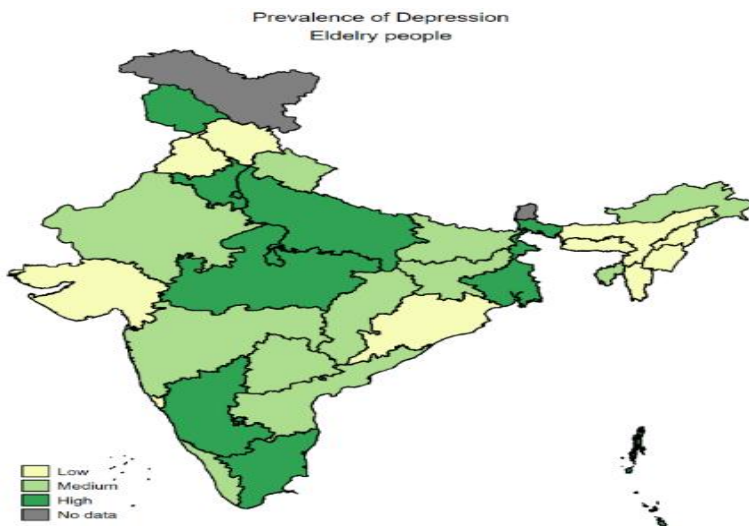 Prevalence of Depression
Eldelry people
Low
Medium
High
No data